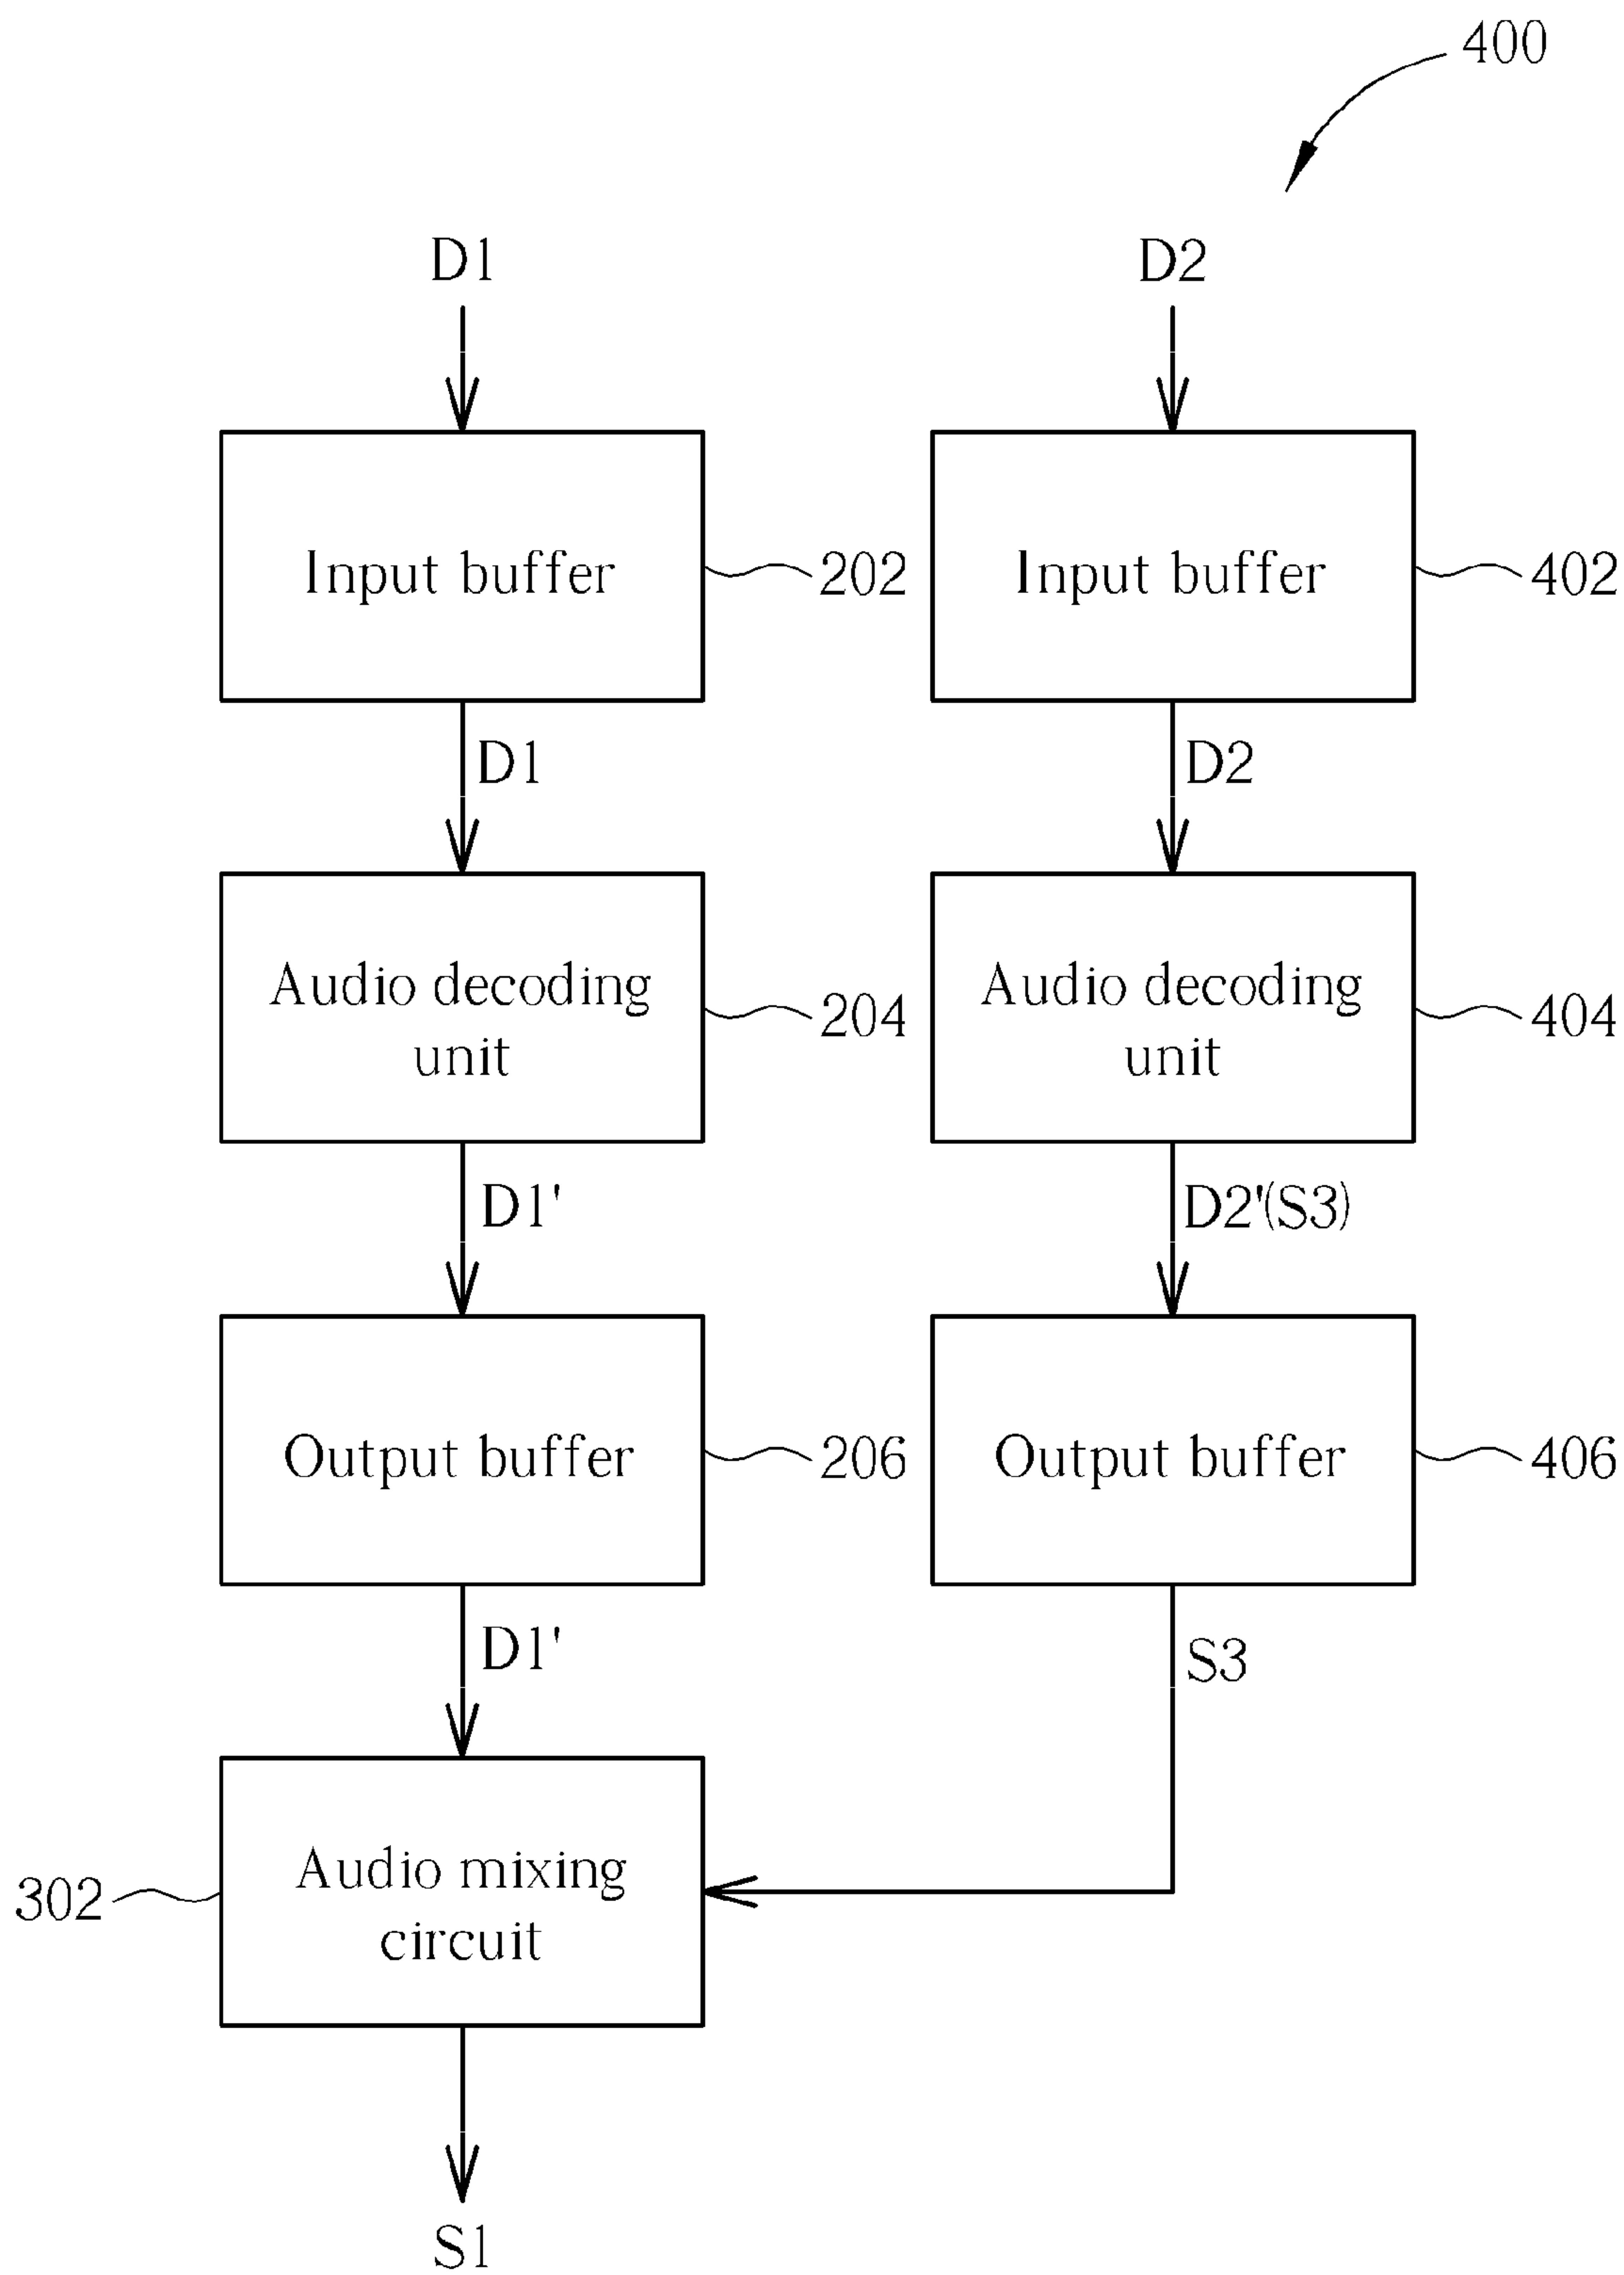 400
D1
D2
Input buffer
202
Input buffer
402
D1
D2
Audio decoding
unit
204
Audio decoding
unit
404
D1'
D2'(S3)
Output buffer
206
Output buffer
406
D1'
S3
Audio mixing
circuit
302
S1